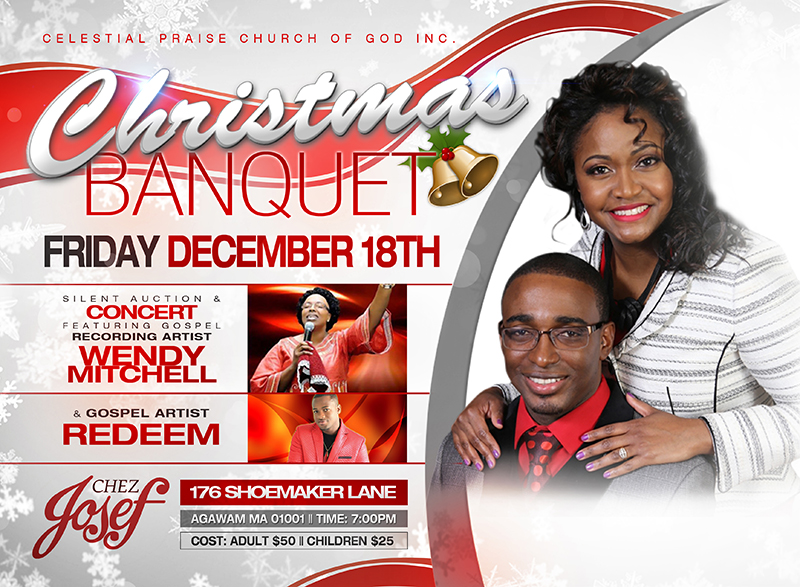 CELESTIAL PRAISE CHURCH OF GOD INC.
Christmas
BANQUET
FRIDAY DECEMBER 18TH
SILENT AUCTION &
CONCERT
FEATURING GOSPEL
RECORDING ARTIST
WENDY
MITCHELL
& GOSPEL ARTIST
REDEEM
CHEZ
Josef
176 SHOEMAKER LANE
AGAWAM MA 01001 || TIME: 7:00PM
COST: ADULT $50 || CHILDREN $25